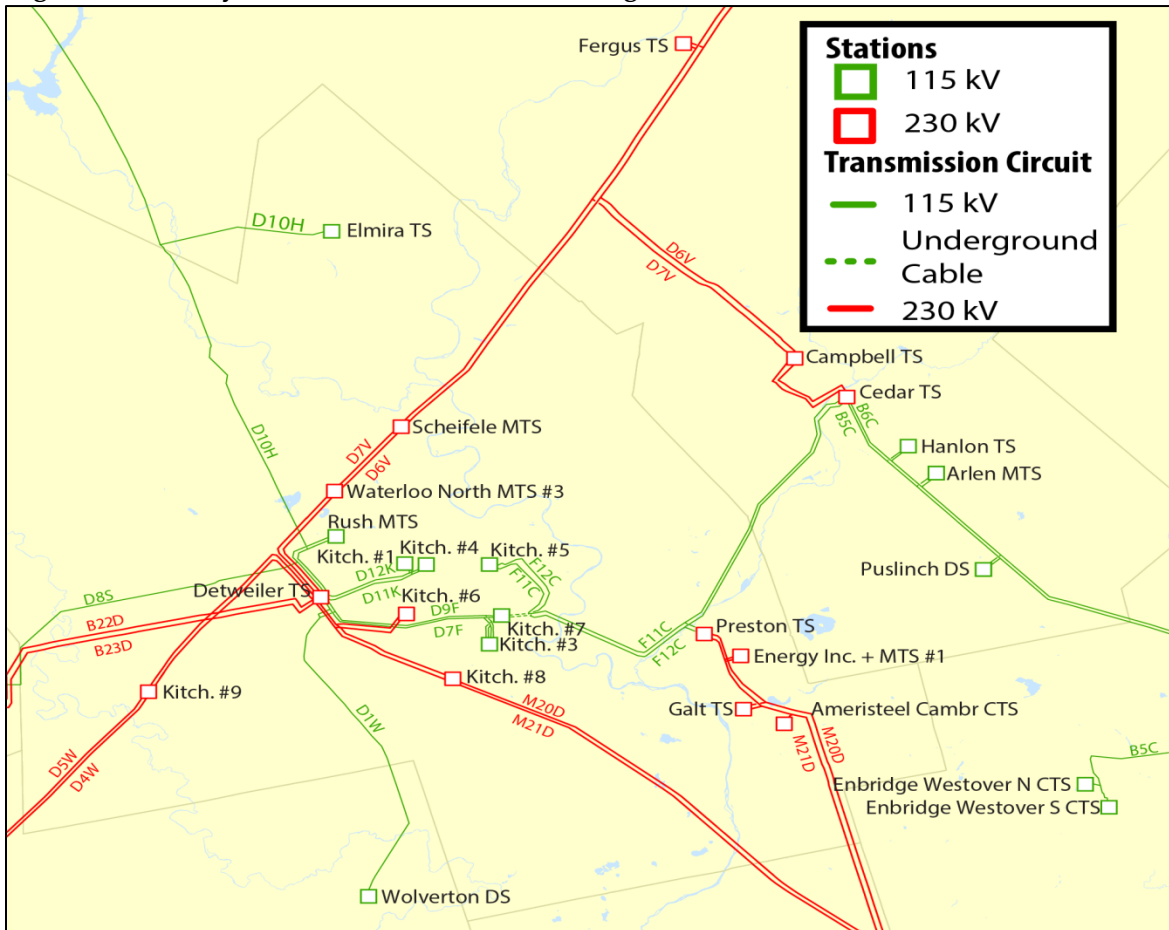 Fergus TS
Stations
115 kV
230 kV
Transmission Circuit
115 kV
Underground
Cable
230 kV
D10H
Elmira TS
D6V
D7V
Campbell TS
Cedar TS
B6C
B5C
Hanlon TS
Arlen MTS
Scheifele MTS
D10H
D7V
D6V
Waterloo North MTS #3
Rush MTS
Kitch. #1
Kitch. #4
Kitch. #5
D12K
D11K
F12C
F11C
Puslinch DS
Detweiler TS
D8S
Kitch. #6
D9F
D7F
Kitch. #7
Kitch. #3
B22D
B23D
F11C
F12C
Preston TS
Energy Inc. + MTS #1
Kitch. #9
Kitch. #8
M20D
M21D
Galt TS
Ameristeel Cambr CTS
D1W
M20D
M21D
D5W
D4W
B5C
Enbridge Westover N CTS
Enbridge Westover S CTS
Wolverton DS